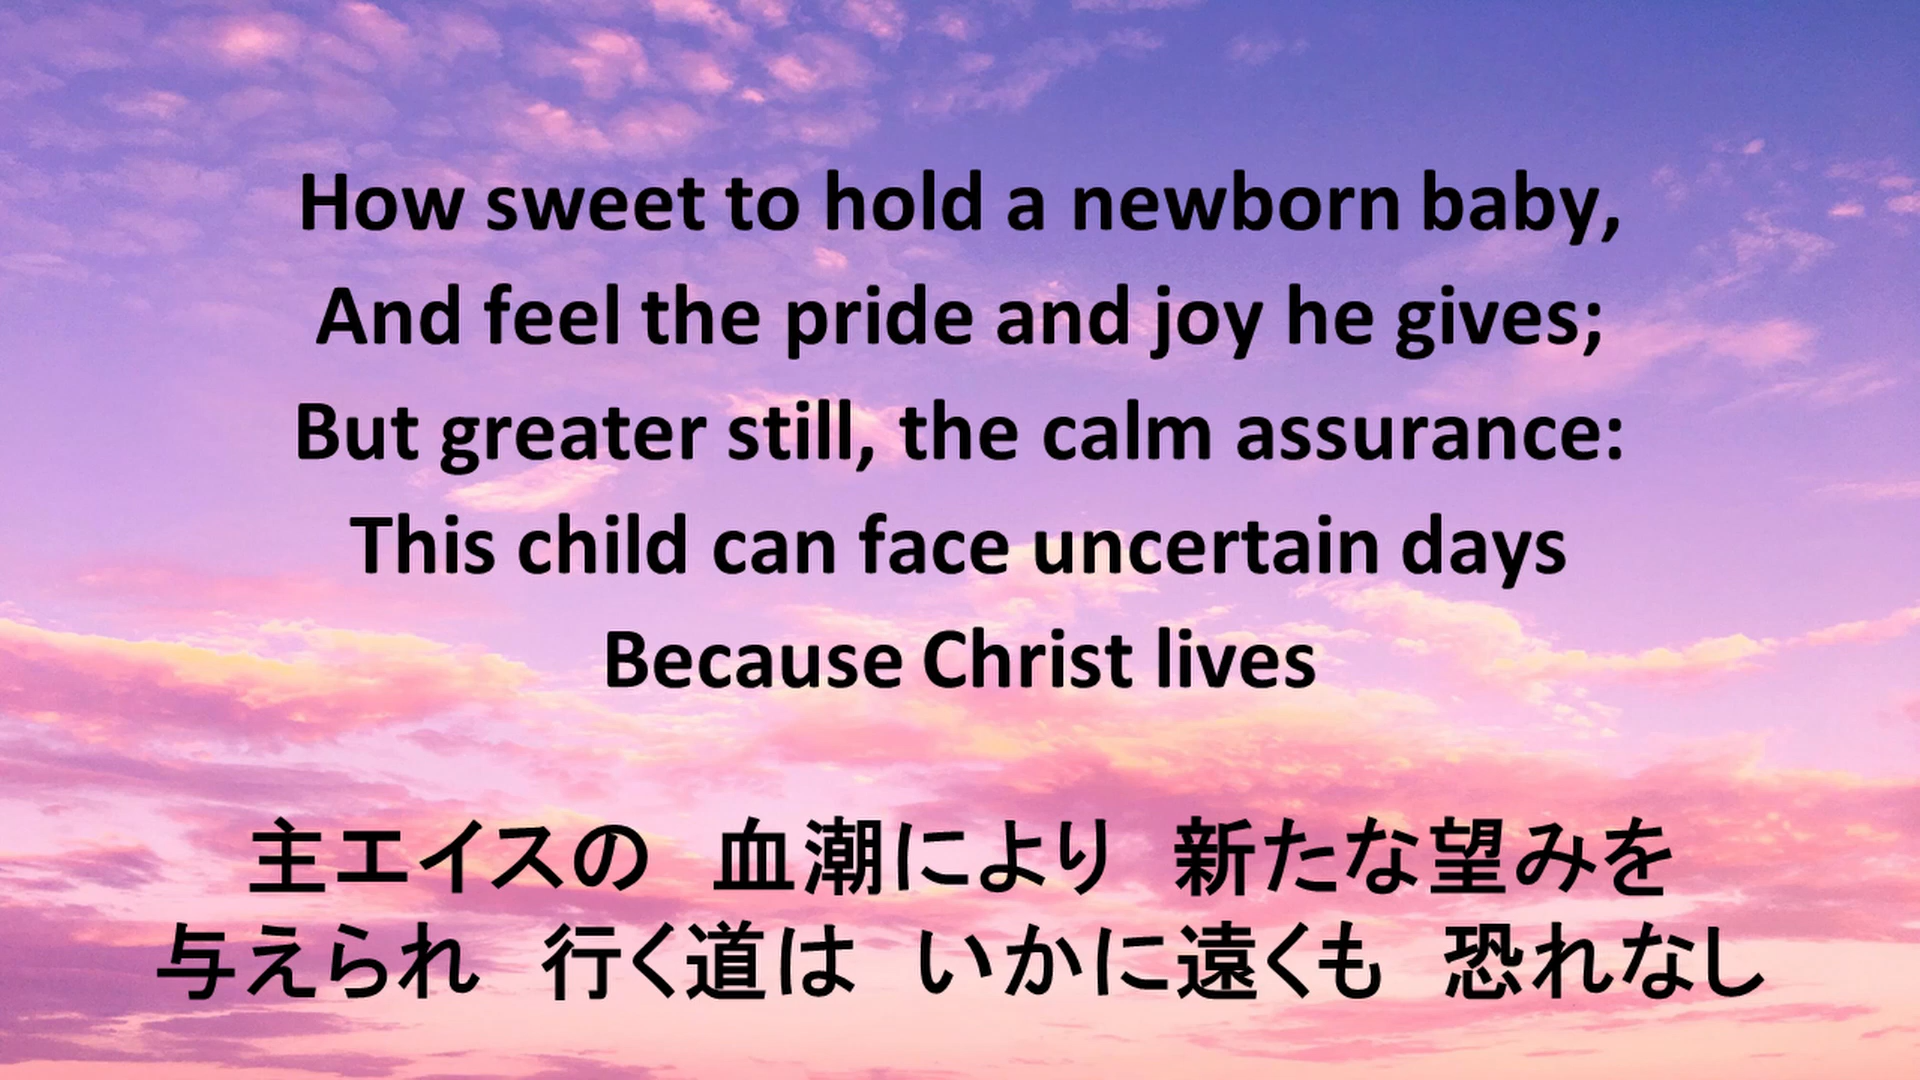 How sweet to hold a newborn baby,
And feel the pride and joy he gives;
But greater still, the calm assurance:
This child can face uncertain days
Because Christ lives
主エイスの　血潮により　新たな望みを
与えられ　行く道は　いかに遠くも　恐れなし